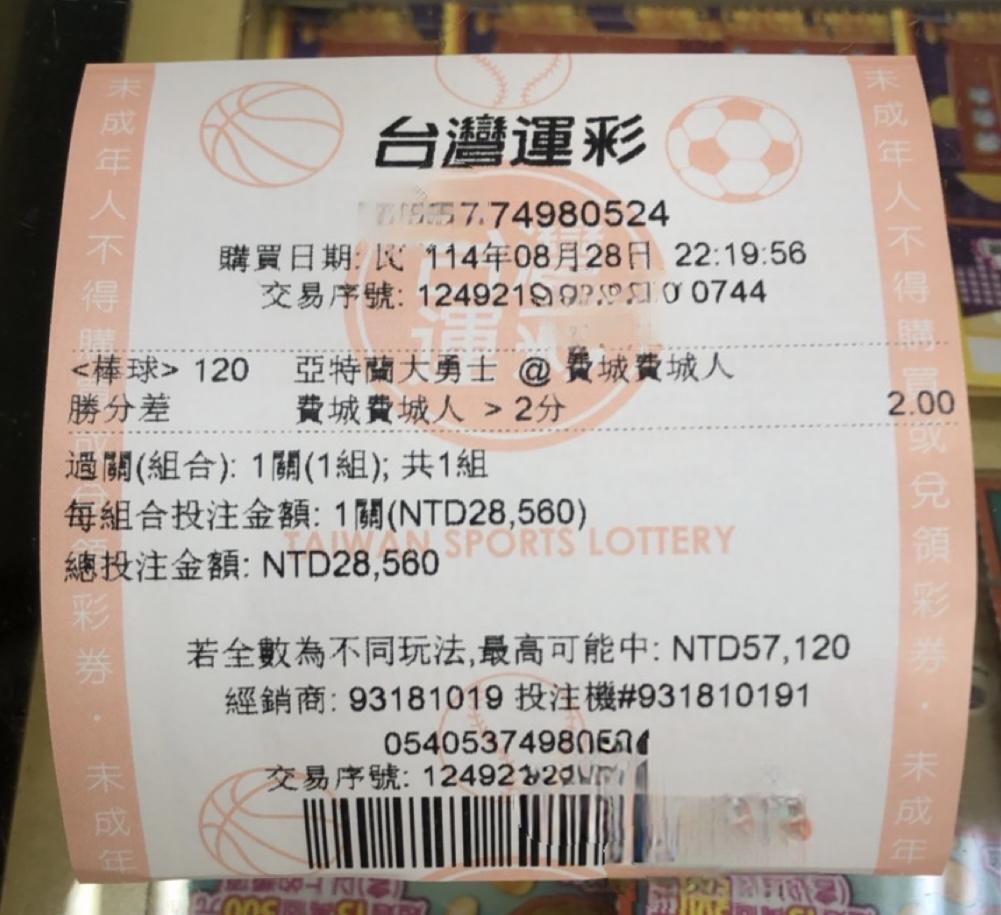 台灣運彩
74980524
購買日期: 民 114年08月28日 22:19:56
交易序號: 1249219 0744
<棒球> 120 亞特蘭大勇士 @ 費城費城人
勝分差 費城費城人 > 2分 2.00
過關(組合): 1關(1組); 共1組
每組合投注金額: 1關(NTD28,560)
TAIWAN SPORTS LOTTERY
總投注金額: NTD28,560
若全數為不同玩法,最高可能中: NTD57,120
經銷商: 93181019 投注機#931810191
05405374980
交易序號: 12492
未成年人不得購買或兌領彩券．未成年
未成年人不得購買或兌領彩券．未成年